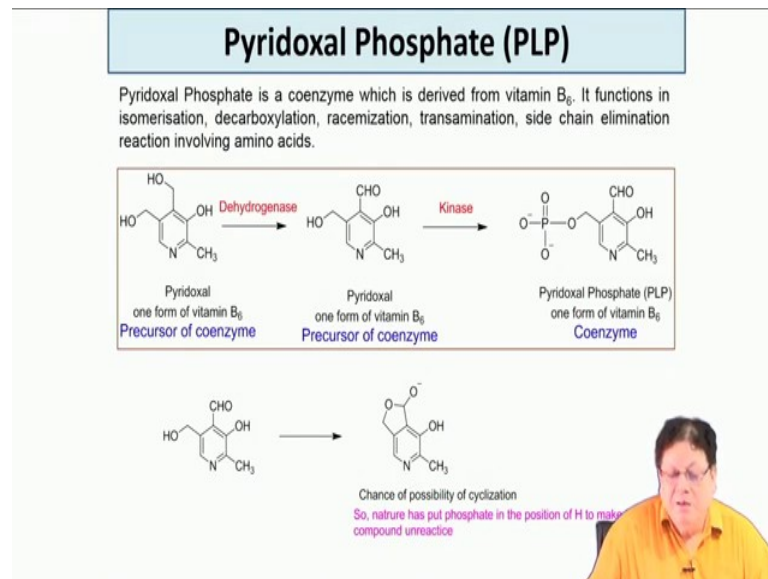 Pyridoxal Phosphate (PLP)
Pyridoxal Phosphate is a coenzyme which is derived from vitamin B₆. It functions in
isomerisation, decarboxylation, racemization, transamination, side chain elimination
reaction involving amino acids.
HO
HO
OH
N
CH₃
Dehydrogenase
CHO
HO
OH
N
CH₃
Kinase
O
O⁻
P
O
O⁻
CHO
OH
N
CH₃
Pyridoxal
one form of vitamin B₆
Precursor of coenzyme
Pyridoxal
one form of vitamin B₆
Precursor of coenzyme
Pyridoxal Phosphate (PLP)
one form of vitamin B₆
Coenzyme
CHO
HO
OH
N
CH₃
O
O⁻
OH
N
CH₃
Chance of possibility of cyclization
So, natrure has put phosphate in the position of H to make
compound unreactice